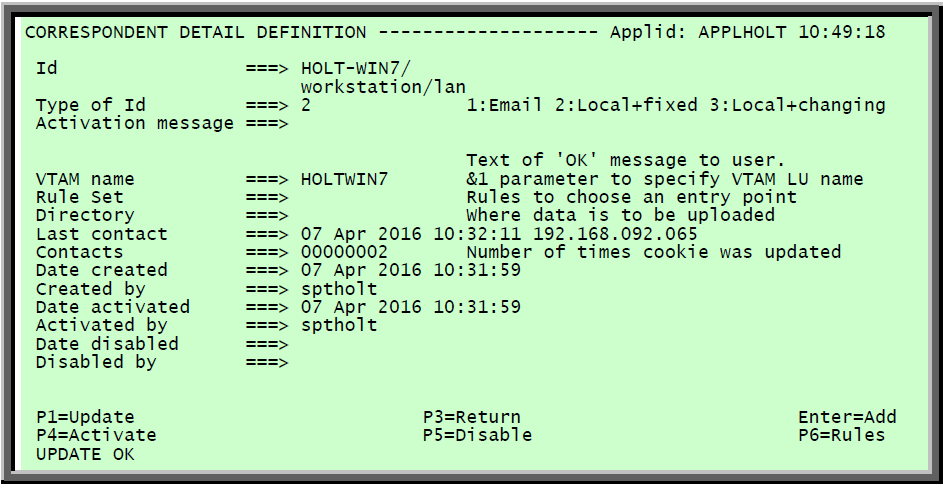 CORRESPONDENT DETAIL DEFINITION -------------------- Applid: APPLHOLT 10:49:18
Id ===> HOLT-WIN7/
workstation/lan
Type of Id ===> 2 1:Email 2:Local+fixed 3:Local+changing
Activation message ===>
Text of 'OK' message to user.
VTAM name ===> HOLTWIN7 &1 parameter to specify VTAM LU name
Rule Set ===> Rules to choose an entry point
Directory ===> Where data is to be uploaded
Last contact ===> 07 Apr 2016 10:32:11 192.168.092.065
Contacts ===> 00000002 Number of times cookie was updated
Date created ===> 07 Apr 2016 10:31:59
Created by ===> sptholt
Date activated ===> 07 Apr 2016 10:31:59
Activated by ===> sptholt
Date disabled ===>
Disabled by ===>
P1=Update P3=Return Enter=Add
P4=Activate P5=Disable P6=Rules
UPDATE OK